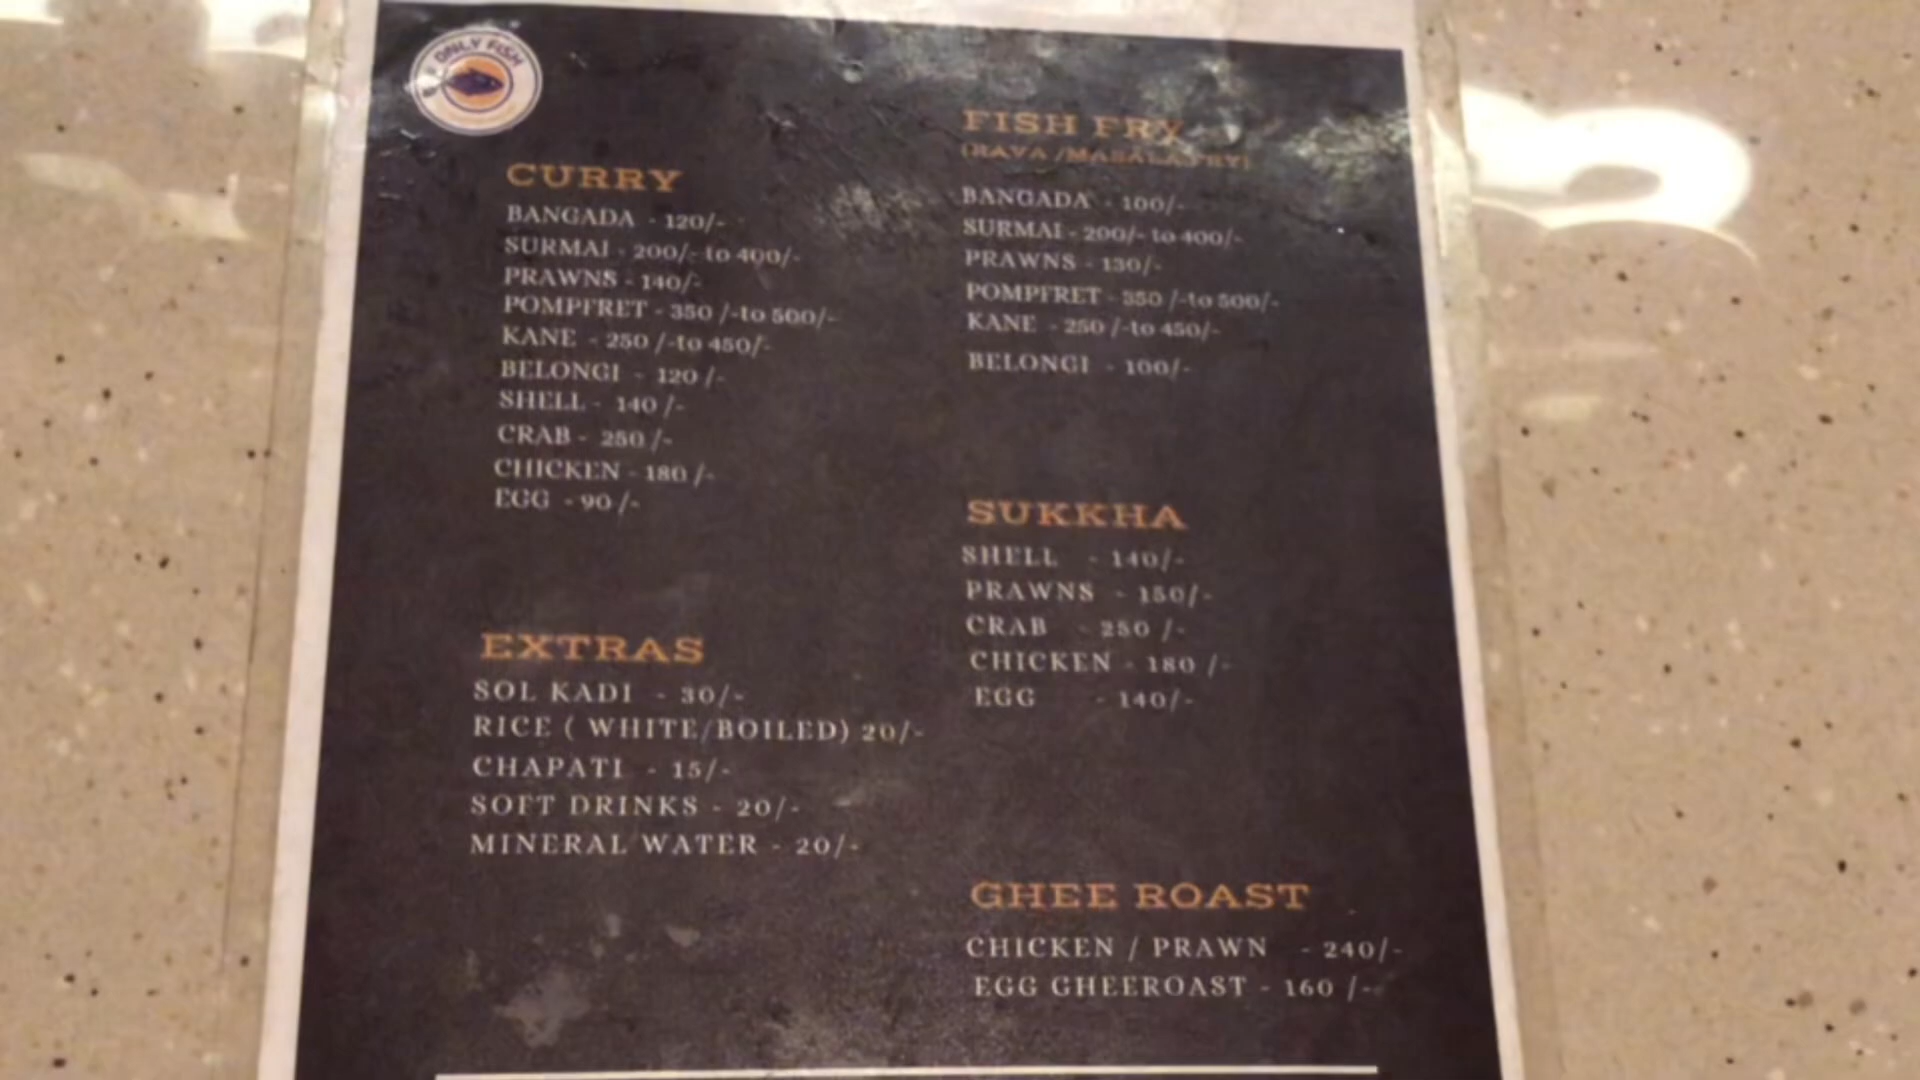 ONLY FISH
CURRY
BANGADA - 120/-
SURMAI - 200/- to 400/-
PRAWNS - 140/-
POMPFRET - 350 /-to 500/-
KANE - 250 /-to 450/-
BELONGI - 120 /-
SHELL - 140 /-
CRAB - 250 /-
CHICKEN - 180 /-
EGG - 90 /-
EXTRAS
SOL KADI - 30/-
RICE ( WHITE/BOILED) 20/-
CHAPATI - 15/-
SOFT DRINKS - 20/-
MINERAL WATER - 20/-
FISH FRY
(RAVA /MASALA FRY)
BANGADA - 100/-
SURMAI - 200/- to 400/-
PRAWNS - 130/-
POMPFRET - 350 /-to 500/-
KANE - 250 /-to 450/-
BELONGI - 100/-
SUKKHA
SHELL - 140/-
PRAWNS - 150/-
CRAB - 250 /-
CHICKEN - 180 /-
EGG - 140/-
GHEE ROAST
CHICKEN / PRAWN - 240/-
EGG GHEEROAST - 160 /-